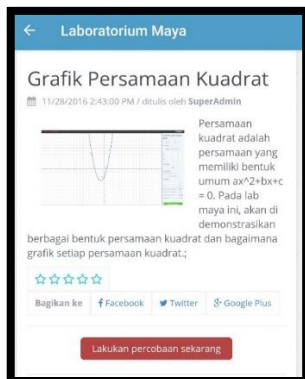 Laboratorium Maya
Grafik Persamaan Kuadrat
11/28/2016 2:43:00 PM / ditulis oleh SuperAdmin
Persamaan
kuadrat adalah
persamaan yang
memiliki bentuk
umum ax^2+bx+c
= 0. Pada lab
maya ini, akan di
demonstrasikan
berbagai bentuk persamaan kuadrat dan bagaimana
grafik setiap persamaan kuadrat.;
Bagikan ke Facebook Twitter Google Plus
Lakukan percobaan sekarang